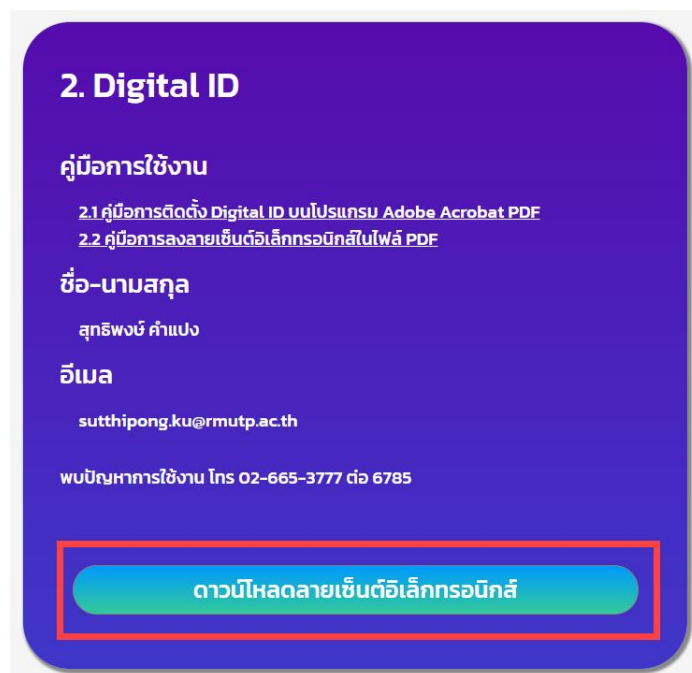 2. Digital ID
คู่มือการใช้งาน
2.1 คู่มือการติดตั้ง Digital ID บนโปรแกรม Adobe Acrobat PDF
2.2 คู่มือการลงลายเซ็นต์อิเล็กทรอนิกส์ในไฟล์ PDF
ชื่อ-นามสกุล
สุทธิพงษ์ คำแปง
อีเมล
sutthipong.ku@rmutp.ac.th
พบปัญหาการใช้งาน โทร 02-665-3777 ต่อ 6785
ดาวน์โหลดลายเซ็นต์อิเล็กทรอนิกส์